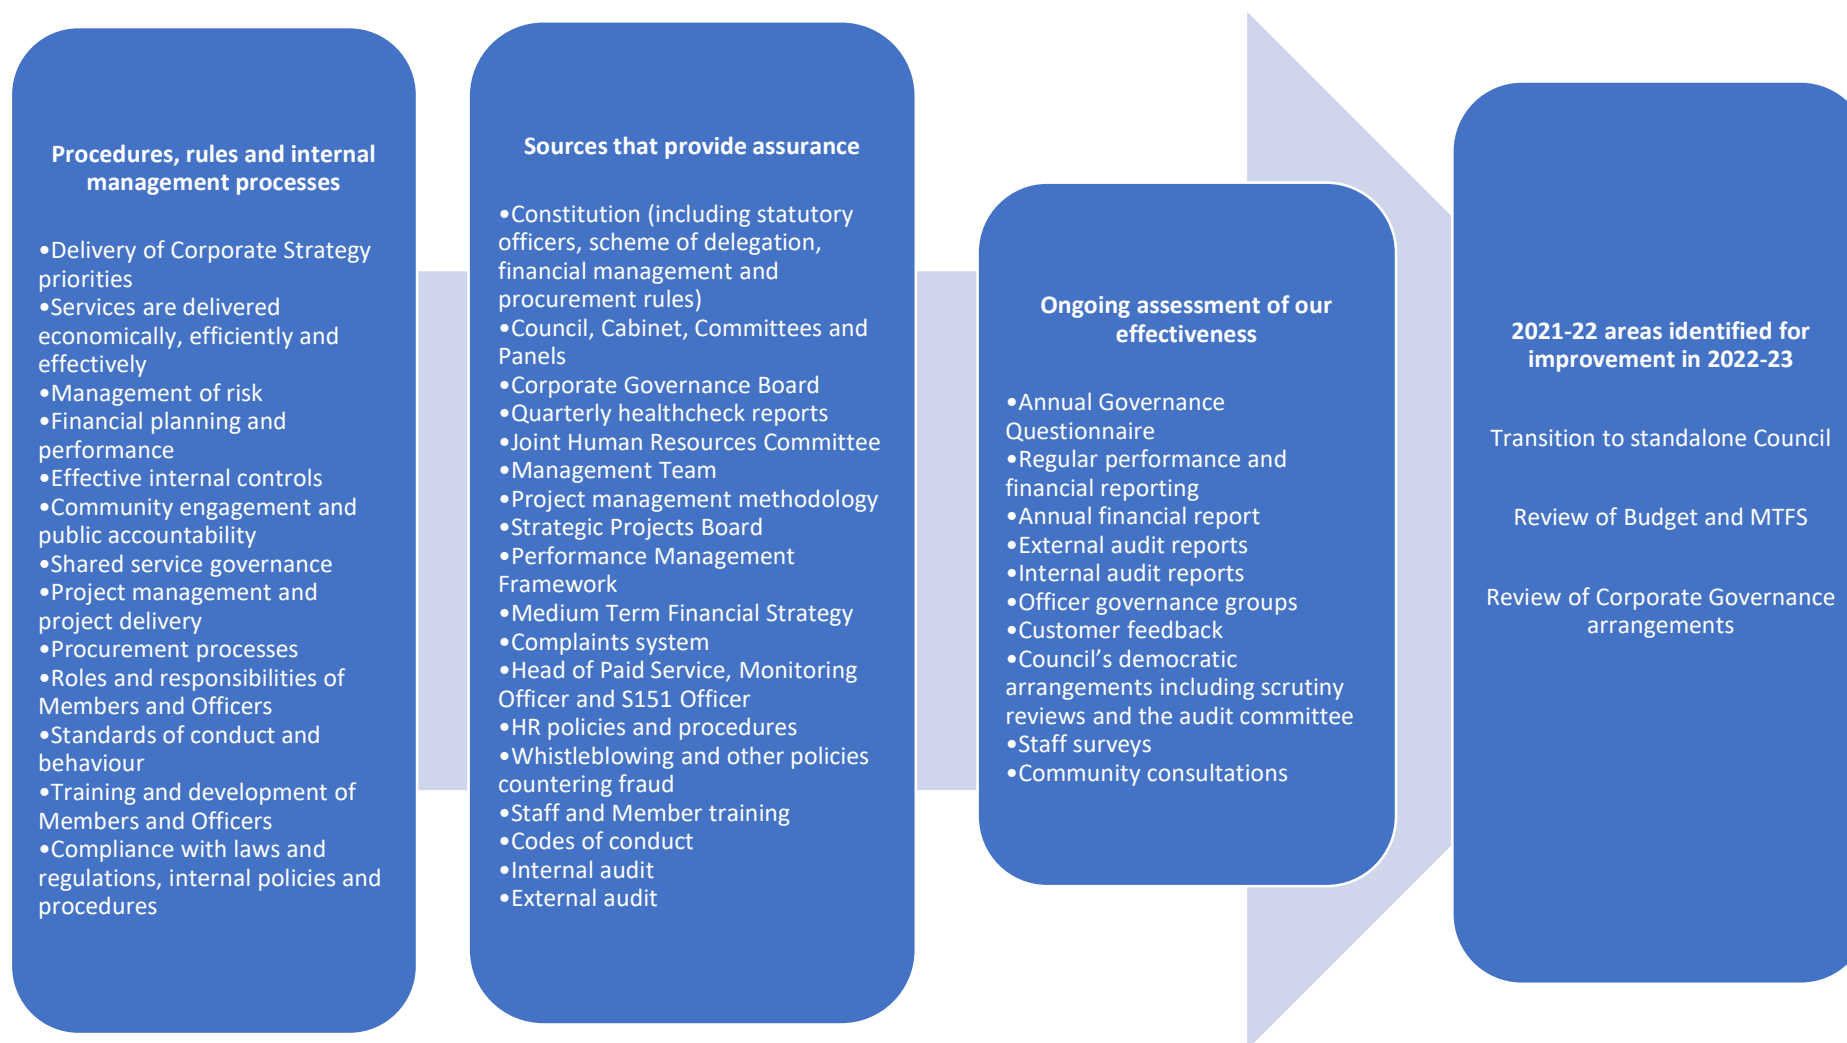 Procedures, rules and internal
management processes
•Delivery of Corporate Strategy
priorities
•Services are delivered
economically, efficiently and
effectively
•Management of risk
•Financial planning and
performance
•Effective internal controls
•Community engagement and
public accountability
•Shared service governance
•Project management and
project delivery
•Procurement processes
•Roles and responsibilities of
Members and Officers
•Standards of conduct and
behaviour
•Training and development of
Members and Officers
•Compliance with laws and
regulations, internal policies and
procedures
Sources that provide assurance
•Constitution (including statutory
officers, scheme of delegation,
financial management and
procurement rules)
•Council, Cabinet, Committees and
Panels
•Corporate Governance Board
•Quarterly healthcheck reports
•Joint Human Resources Committee
•Management Team
•Project management methodology
•Strategic Projects Board
•Performance Management
Framework
•Medium Term Financial Strategy
•Complaints system
•Head of Paid Service, Monitoring
Officer and S151 Officer
•HR policies and procedures
•Whistleblowing and other policies
countering fraud
•Staff and Member training
•Codes of conduct
•Internal audit
•External audit
Ongoing assessment of our
effectiveness
•Annual Governance
Questionnaire
•Regular performance and
financial reporting
•Annual financial report
•External audit reports
•Internal audit reports
•Officer governance groups
•Customer feedback
•Council’s democratic
arrangements including scrutiny
reviews and the audit committee
•Staff surveys
•Community consultations
2021-22 areas identified for
improvement in 2022-23
Transition to standalone Council
Review of Budget and MTFS
Review of Corporate Governance
arrangements